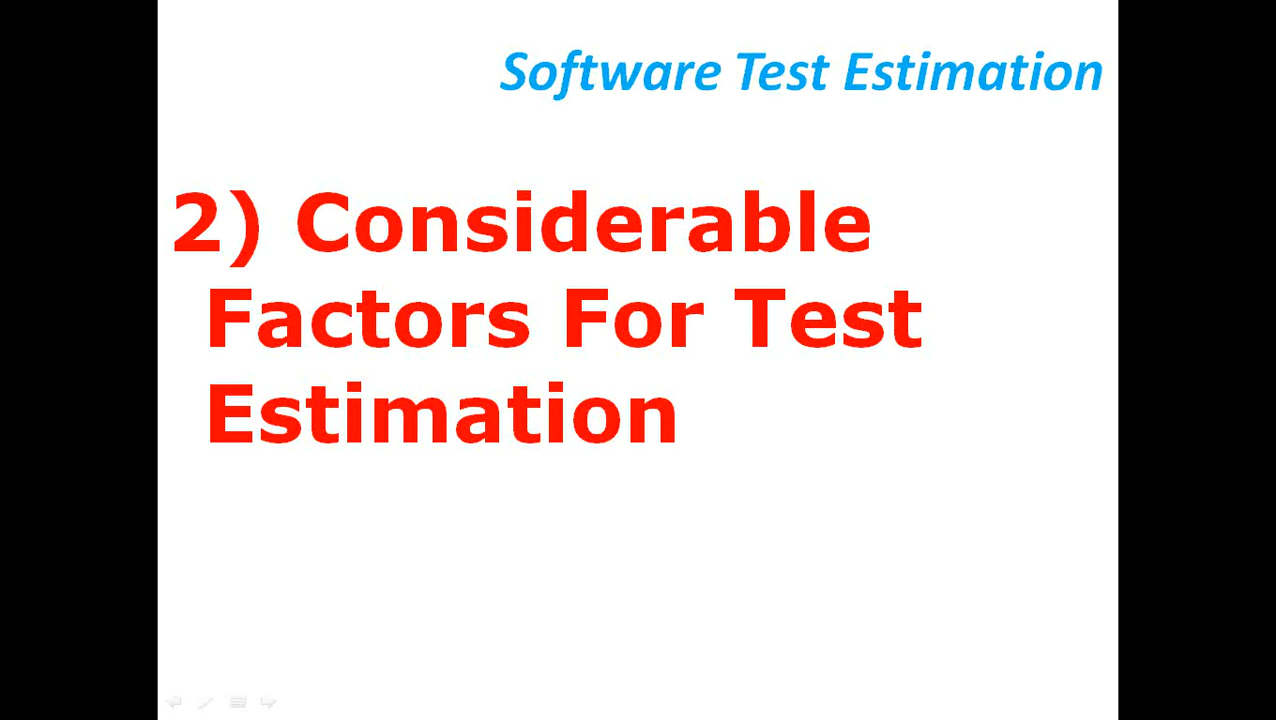 Software Test Estimation
2) Considerable
Factors For Test
Estimation